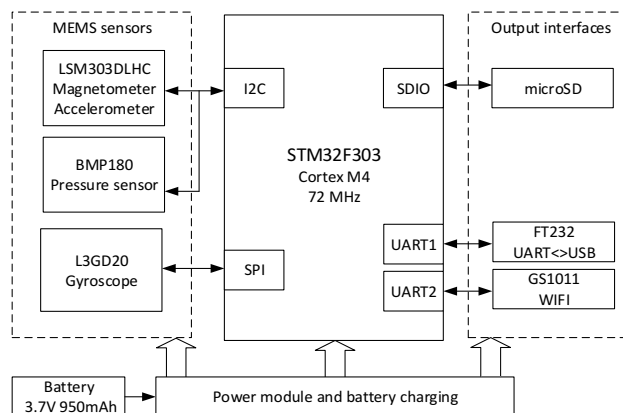 MEMS sensors
LSM303DLHC
Magnetometer
Accelerometer
BMP180
Pressure sensor
L3GD20
Gyroscope
I2C
SPI
STM32F303
Cortex M4
72 MHz
SDIO
UART1
UART2
Output interfaces
microSD
FT232
UART<>USB
GS1011
WIFI
Battery
3.7V 950mAh
Power module and battery charging